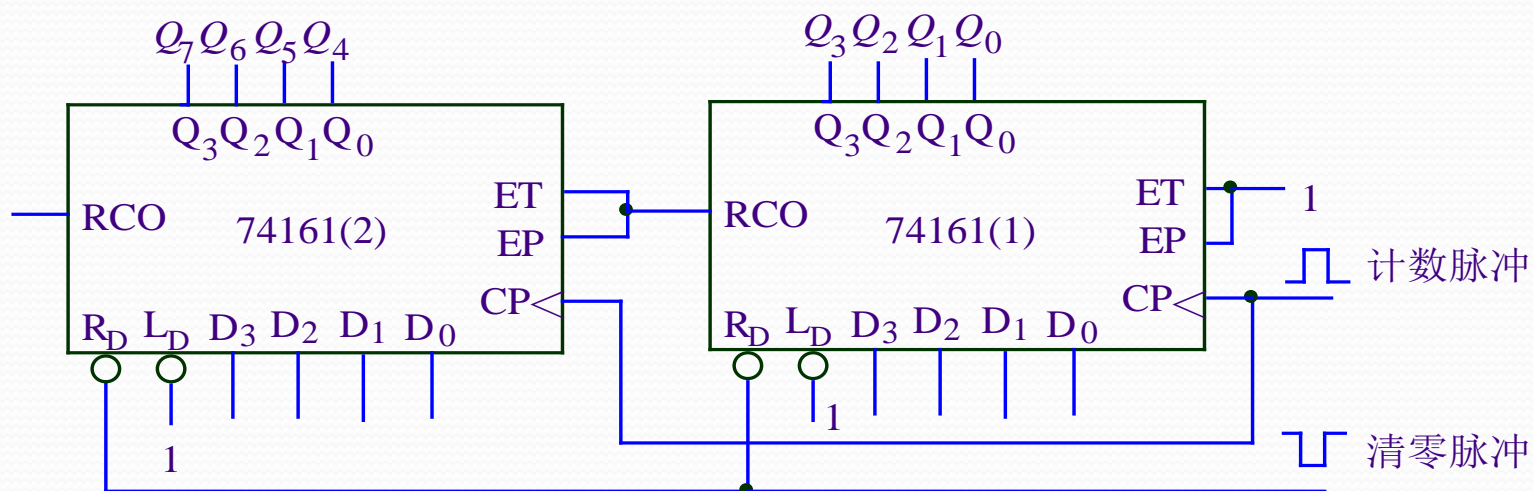 Q7 Q6 Q5 Q4
Q3 Q2 Q1 Q0
Q3 Q2 Q1 Q0
Q3 Q2 Q1 Q0
ET
ET
1
RCO
74161(2)
RCO
74161(1)
EP
EP
计数脉冲
CP
CP
RD LD D3 D2 D1 D0
RD LD D3 D2 D1 D0
1
1
清零脉冲